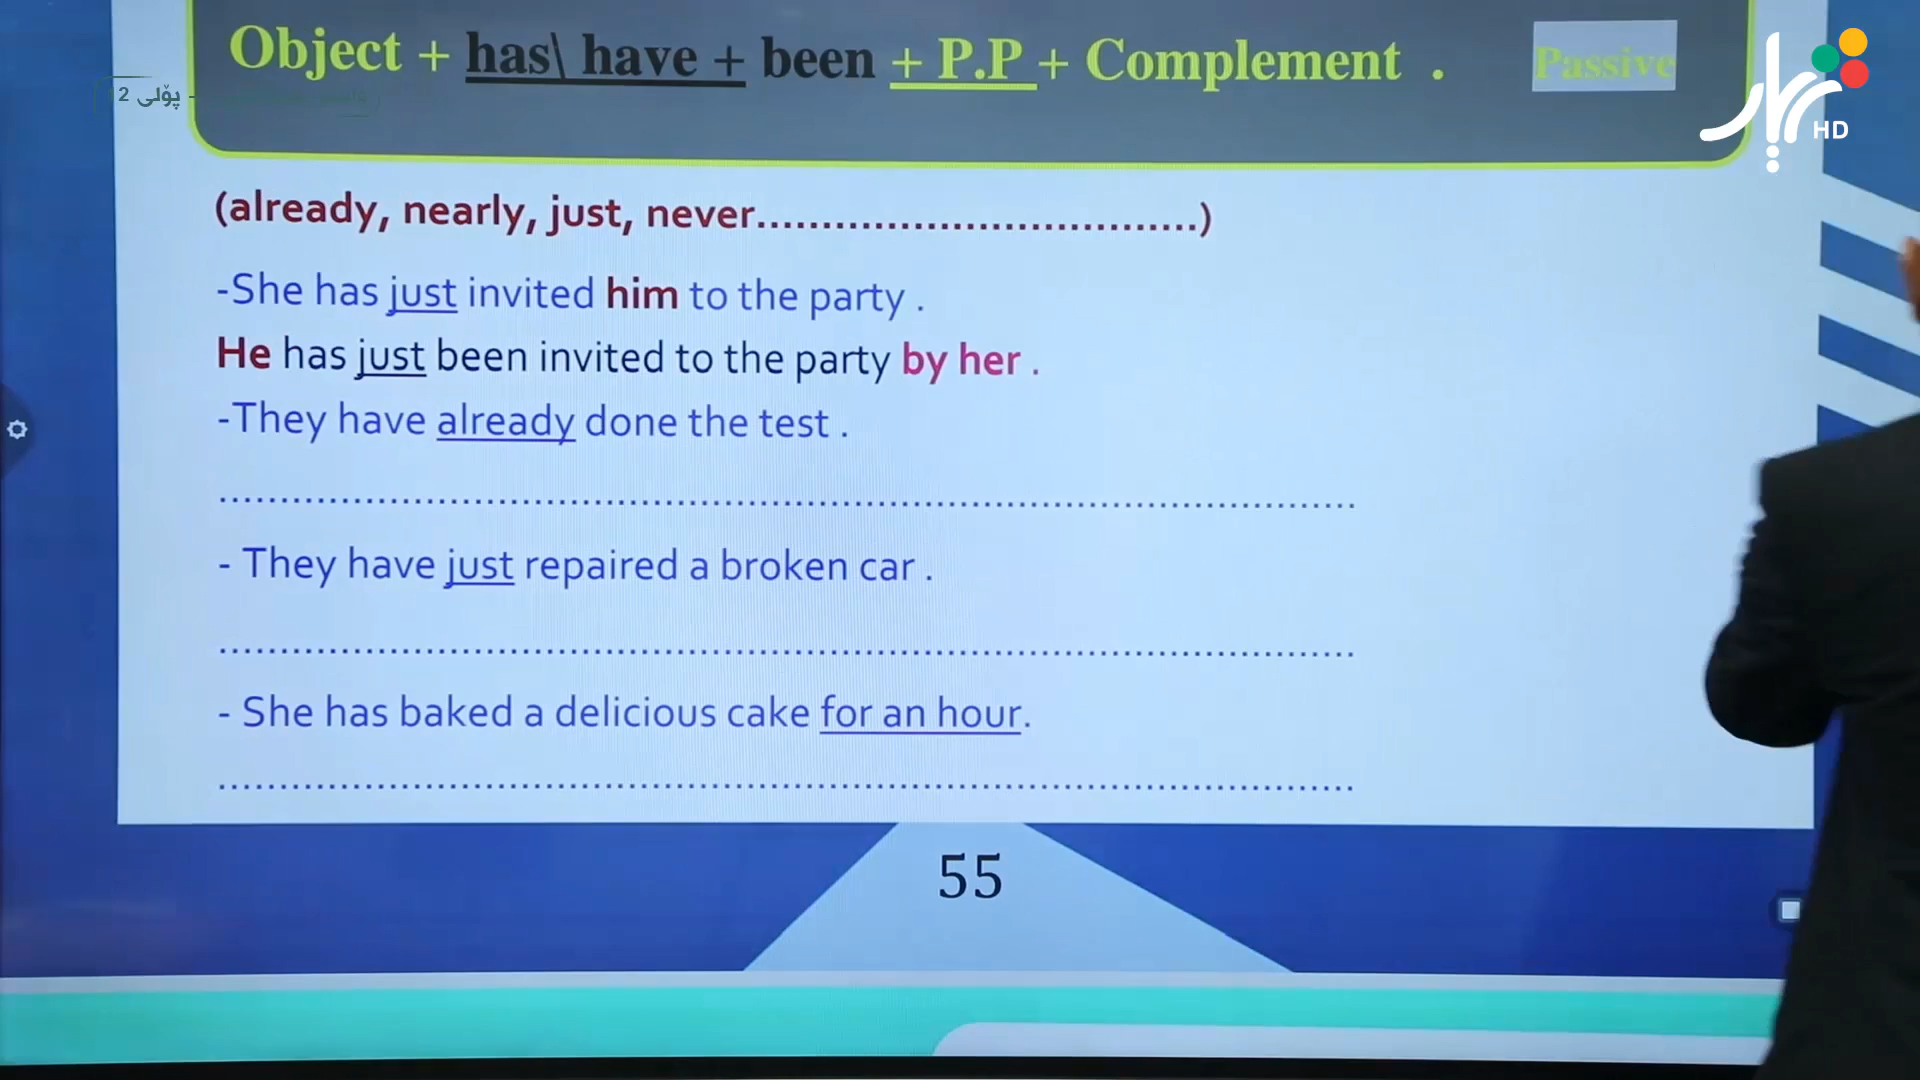 Object + has\ have + been + P.P + Complement .
Passive
پۆلی 12 -
HD
(already, nearly, just, never..................................)
-She has just invited him to the party .
He has just been invited to the party by her .
-They have already done the test .
- They have just repaired a broken car .
- She has baked a delicious cake for an hour.
55